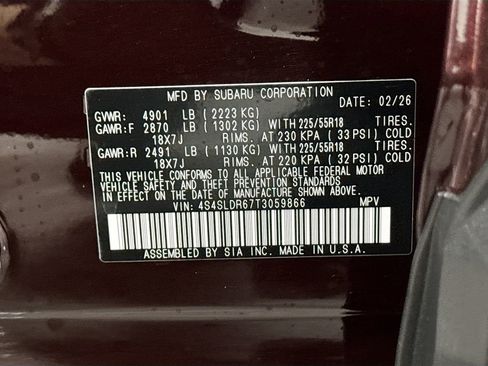 MFD. BY SUBARU CORPORATION
DATE: 02/26
GVWR: 4901 LB (2223 KG)
GAWR:F 2870 LB (1302 KG) WITH 225/55R18 TIRES.
18X7J RIMS. AT 230 KPA (33 PSI) COLD
GAWR:R 2491 LB (1130 KG) WITH 225/55R18 TIRES.
18X7J RIMS. AT 220 KPA (32 PSI) COLD
THIS VEHICLE CONFORMS TO ALL APPLICABLE FEDERAL MOTOR
VEHICLE SAFETY AND THEFT PREVENTION STANDARDS
IN EFFECT ON THE DATE OF MANUFACTURE SHOWN ABOVE.
VIN: 4S4SLDR67T3059866 MPV
ASSEMBLED BY SIA INC. MADE IN U.S.A.